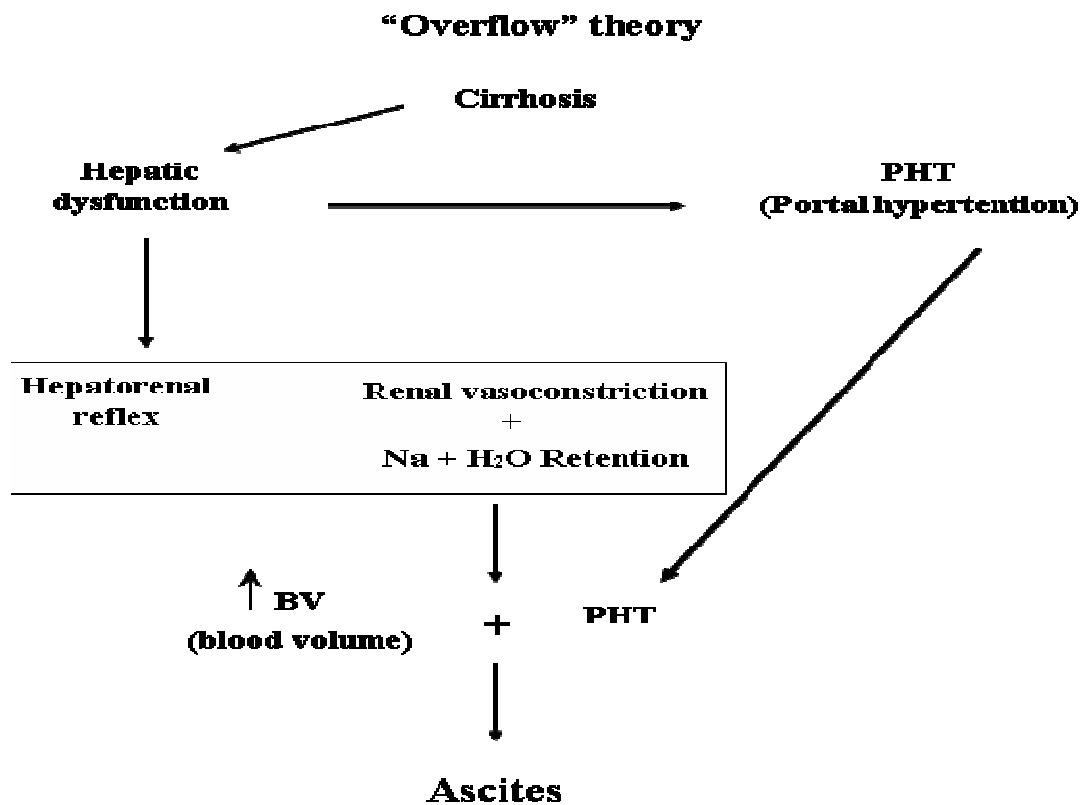 “Overflow” theory
Cirrhosis
Hepatic
dysfunction
PHT
(Portal hypertention)
Hepatorenal
reflex
Renal vasoconstriction
+
Na + H₂O Retention
↑ BV
(blood volume)
+
PHT
Ascites